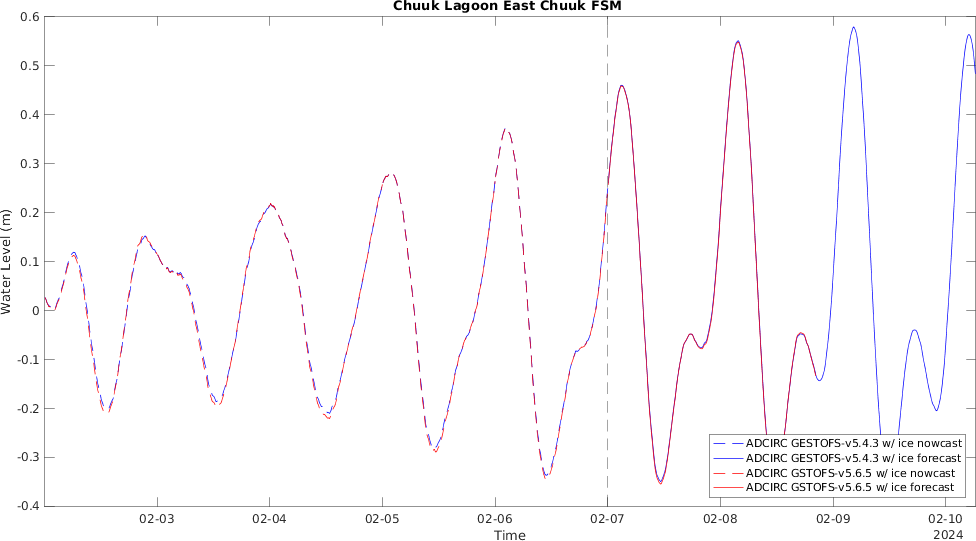 Chuuk Lagoon East Chuuk FSM
0.6
0.5
0.4
0.3
0.2
0.1
0
-0.1
-0.2
-0.3
-0.4
Water Level (m)
ADCIRC GESTOFS-v5.4.3 w/ ice nowcast
ADCIRC GESTOFS-v5.4.3 w/ ice forecast
ADCIRC GSTOFS-v5.6.5 w/ ice nowcast
ADCIRC GSTOFS-v5.6.5 w/ ice forecast
02-03 02-04 02-05 02-06 02-07 02-08 02-09 02-10
Time
2024